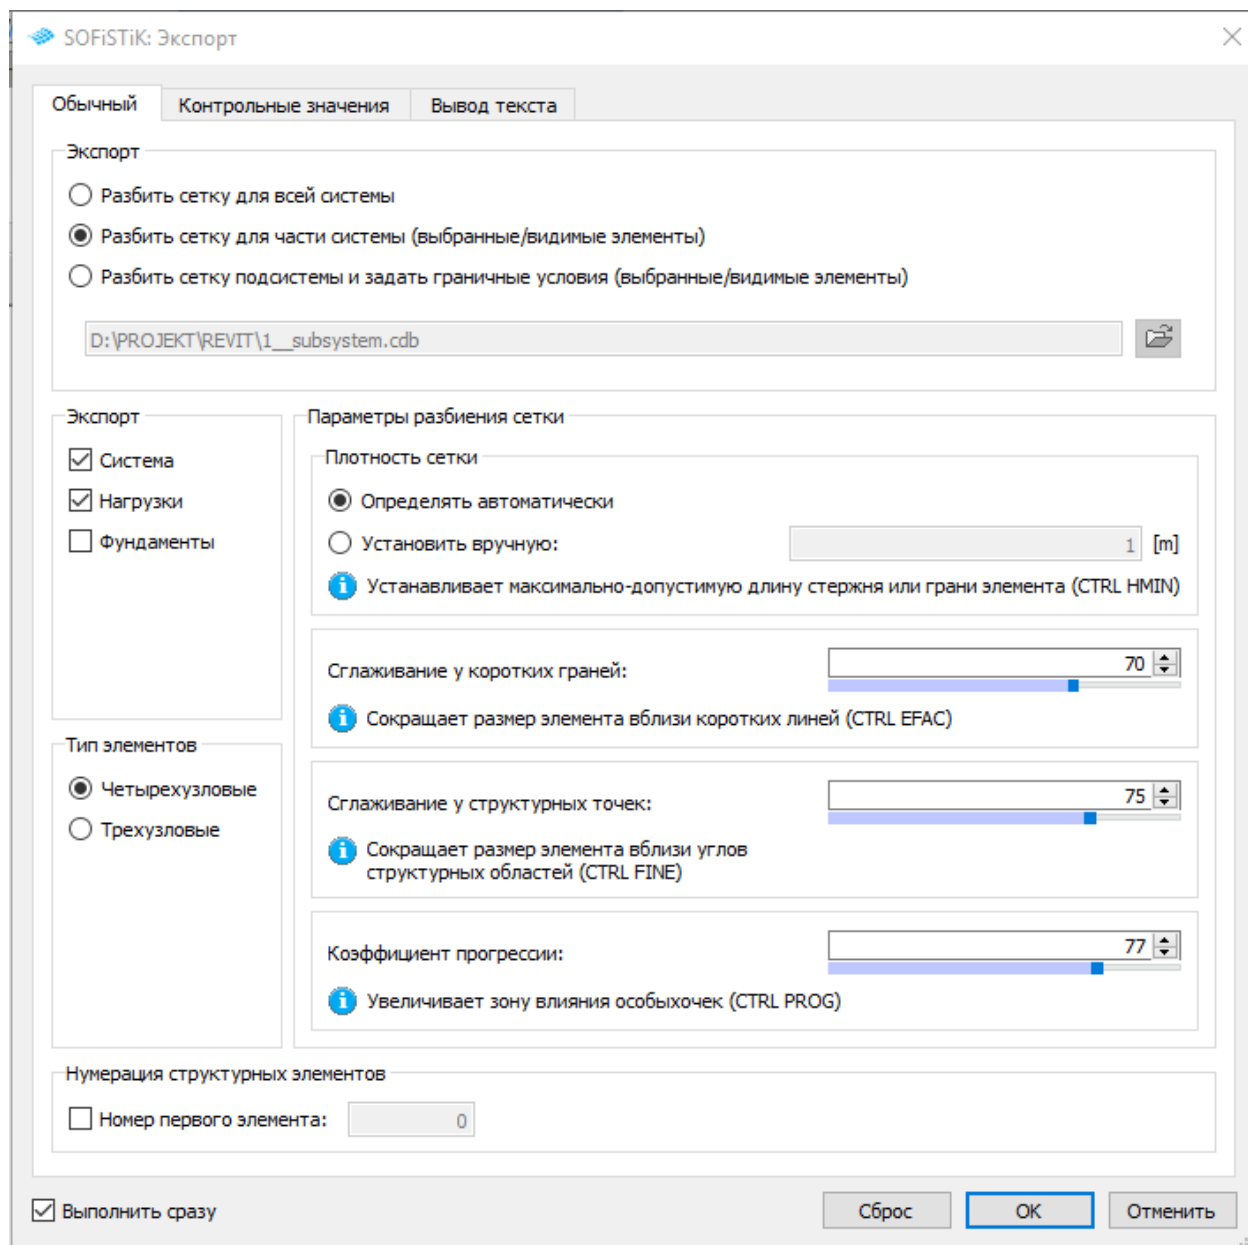 SOFiSTiK: Экспорт
Обычный Контрольные значения Вывод текста
Экспорт
Разбить сетку для всей системы
Разбить сетку для части системы (выбранные/видимые элементы)
Разбить сетку подсистемы и задать граничные условия (выбранные/видимые элементы)
D:\PROJEKT\REVIT\1__subsystem.cdb
Экспорт
Система
Нагрузки
Фундаменты
Параметры разбиения сетки
Плотность сетки
Определять автоматически
Установить вручную: 1 [m]
Устанавливает максимально-допустимую длину стержня или грани элемента (CTRL HMIN)
Сглаживание у коротких граней: 70
Сокращает размер элемента вблизи коротких линей (CTRL EFAC)
Тип элементов
Четырехузловые
Трехузловые
Сглаживание у структурных точек: 75
Сокращает размер элемента вблизи углов
структурных областей (CTRL FINE)
Коэффициент прогрессии: 77
Увеличивает зону влияния особыхочек (CTRL PROG)
Нумерация структурных элементов
Номер первого элемента: 0
Выполнить сразу Сброс OK Отменить